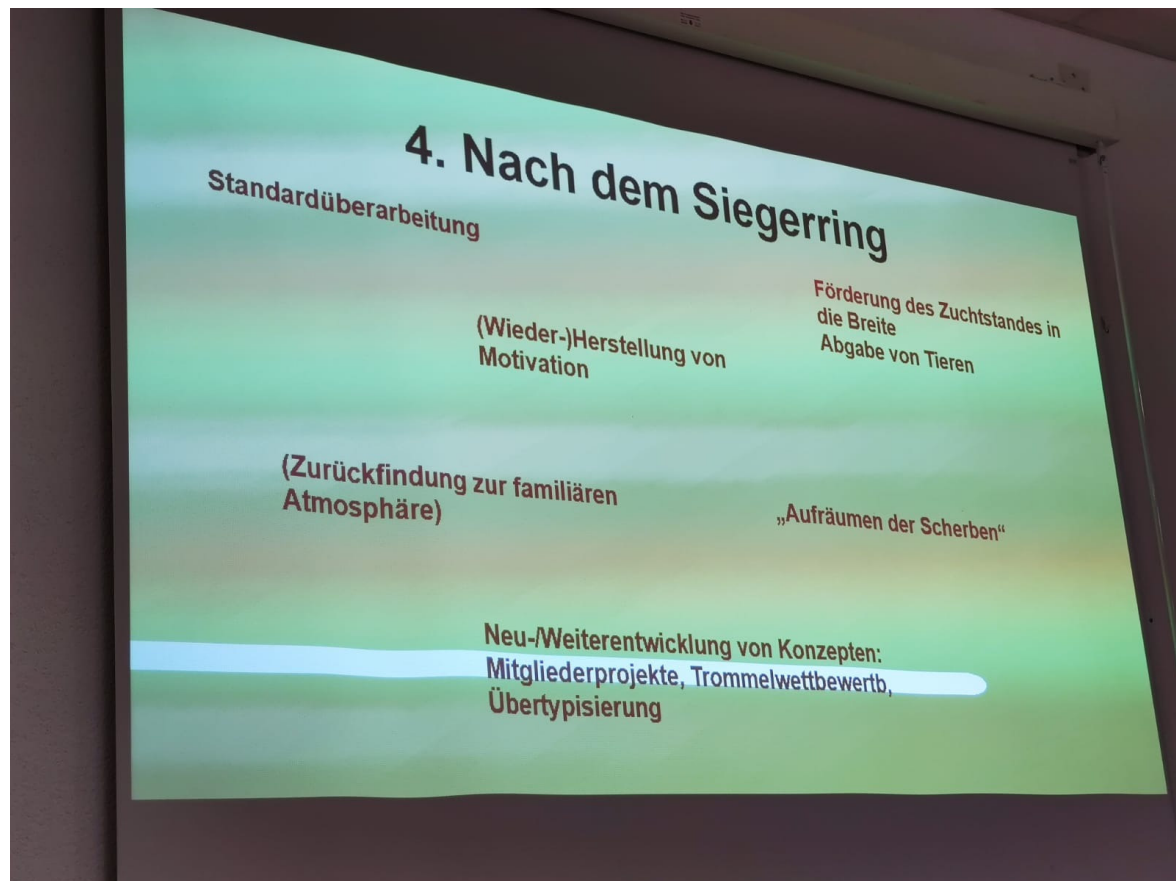 4. Nach dem Siegerring
Standardüberarbeitung
(Wieder-)Herstellung von
Motivation
Förderung des Zuchtstandes in
die Breite
Abgabe von Tieren
(Zurückfindung zur familiären
Atmosphäre)
„Aufräumen der Scherben“
Neu-/Weiterentwicklung von Konzepten:
Mitgliederprojekte, Trommelwettbewertb,
Übertypisierung